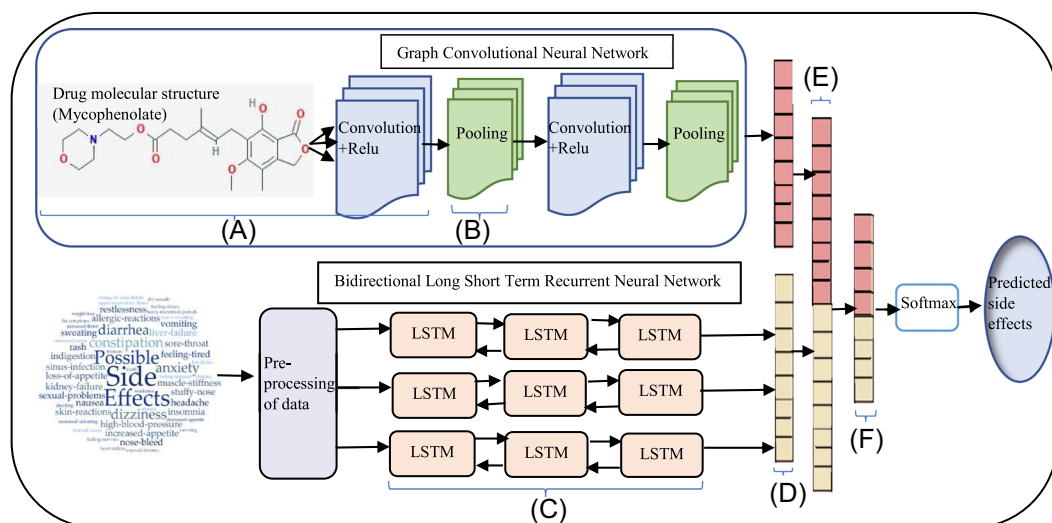 Graph Convolutional Neural Network
Drug molecular structure
(Mycophenolate)
OH
O
O
N
O
O
O
O
H
Convolution
+Relu
Pooling
Convolution
+Relu
Pooling
(A)
(B)
(E)
Bidirectional Long Short Term Recurrent Neural Network
dry-mouth
restlessness
allergic-reactions
vomiting
sweating
diarrhea
liver-failure
rash
constipation
sore-throat
indigestion
Possible
feeling-tired
sinus-infection
anxiety
loss-of-appetite
Side
muscle-stiffness
kidney-failure
stuffy-nose
sexual-problems
Effects
headache
nausea
skin-reactions
dizziness
insomnia
high-blood-pressure
increased-appetite
nose-bleed
Pre-
processing
of data
LSTM
LSTM
LSTM
LSTM
LSTM
LSTM
LSTM
LSTM
LSTM
(C)
(D)
(F)
Softmax
Predicted
side
effects